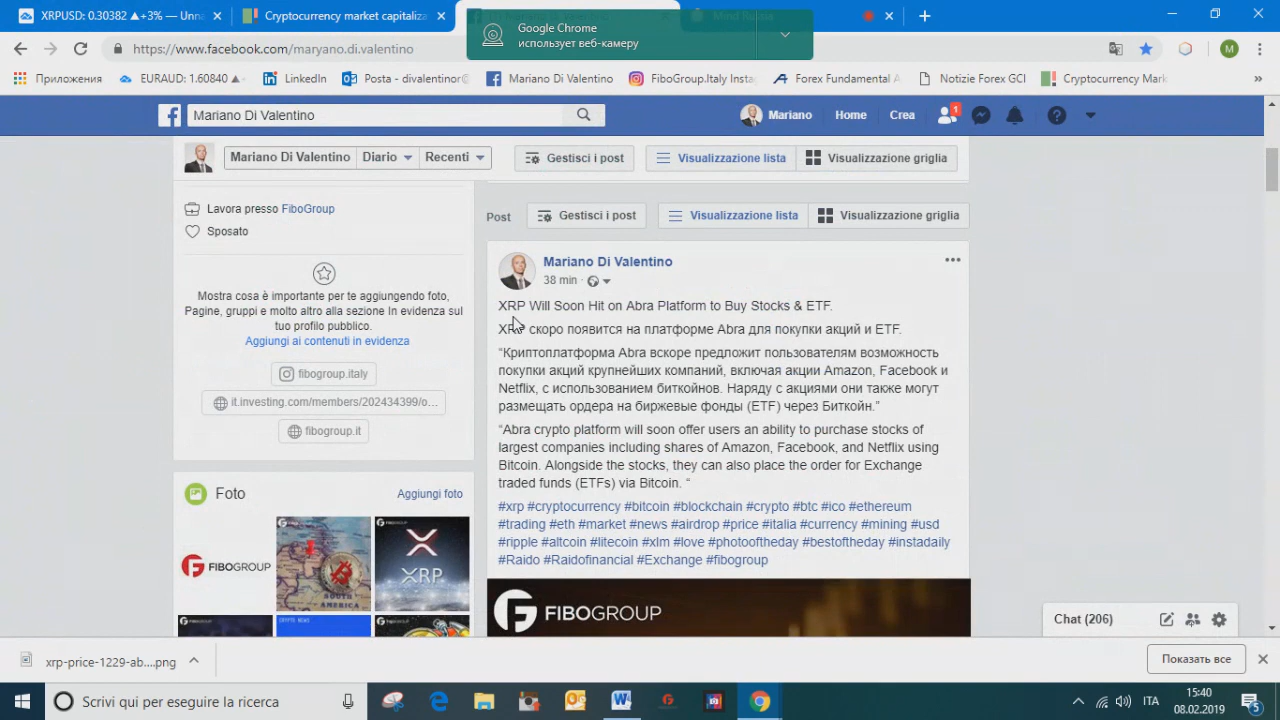 XRPUSD: 0.30382 ▲+3% — Unna
Cryptocurrency market capitaliza
Google Chrome
использует веб-камеру
https://www.facebook.com/maryano.di.valentino
M
Приложения
EURAUD: 1.60840 ▲
LinkedIn
Posta - divalentino@
Mariano Di Valentino
FiboGroup.Italy Insta
Forex Fundamental A
Notizie Forex GCI
Cryptocurrency Mark
»
Mariano Di Valentino
Mariano
Home
Crea
1
Mariano Di Valentino
Diario
Recenti
Gestisci i post
Visualizzazione lista
Visualizzazione griglia
Lavora presso FiboGroup
Sposato
Mostra cosa è importante per te aggiungendo foto,
Pagine, gruppi e molto altro alla sezione In evidenza sul
tuo profilo pubblico.
Aggiungi ai contenuti in evidenza
fibogroup.italy
it.investing.com/members/202434399/o...
fibogroup.it
Foto
Aggiungi foto
FIBOGROUP
SOUTH
AMERICA
FIBOGROUP
XRP
Post
Gestisci i post
Visualizzazione lista
Visualizzazione griglia
Mariano Di Valentino
38 min
XRP Will Soon Hit on Abra Platform to Buy Stocks & ETF.
XRP скоро появится на платформе Abra для покупки акций и ETF.
“Криптоплатформа Abra вскоре предложит пользователям возможность
покупки акций крупнейших компаний, включая акции Amazon, Facebook и
Netflix, с использованием биткойнов. Наряду с акциями они также могут
размещать ордера на биржевые фонды (ETF) через Биткойн.”
“Abra crypto platform will soon offer users an ability to purchase stocks of
largest companies including shares of Amazon, Facebook, and Netflix using
Bitcoin. Alongside the stocks, they can also place the order for Exchange
traded funds (ETFs) via Bitcoin. “
#xrp #cryptocurrency #bitcoin #blockchain #crypto #btc #ico #ethereum
#trading #eth #market #news #airdrop #price #italia #currency #mining #usd
#ripple #altcoin #litecoin #xlm #love #photooftheday #bestoftheday #instadaily
#Raido #Raidofinancial #Exchange #fibogroup
FIBOGROUP
Chat (206)
xrp-price-1229-ab....png
Показать все
Scrivi qui per eseguire la ricerca
ITA
15:40
08.02.2019
5